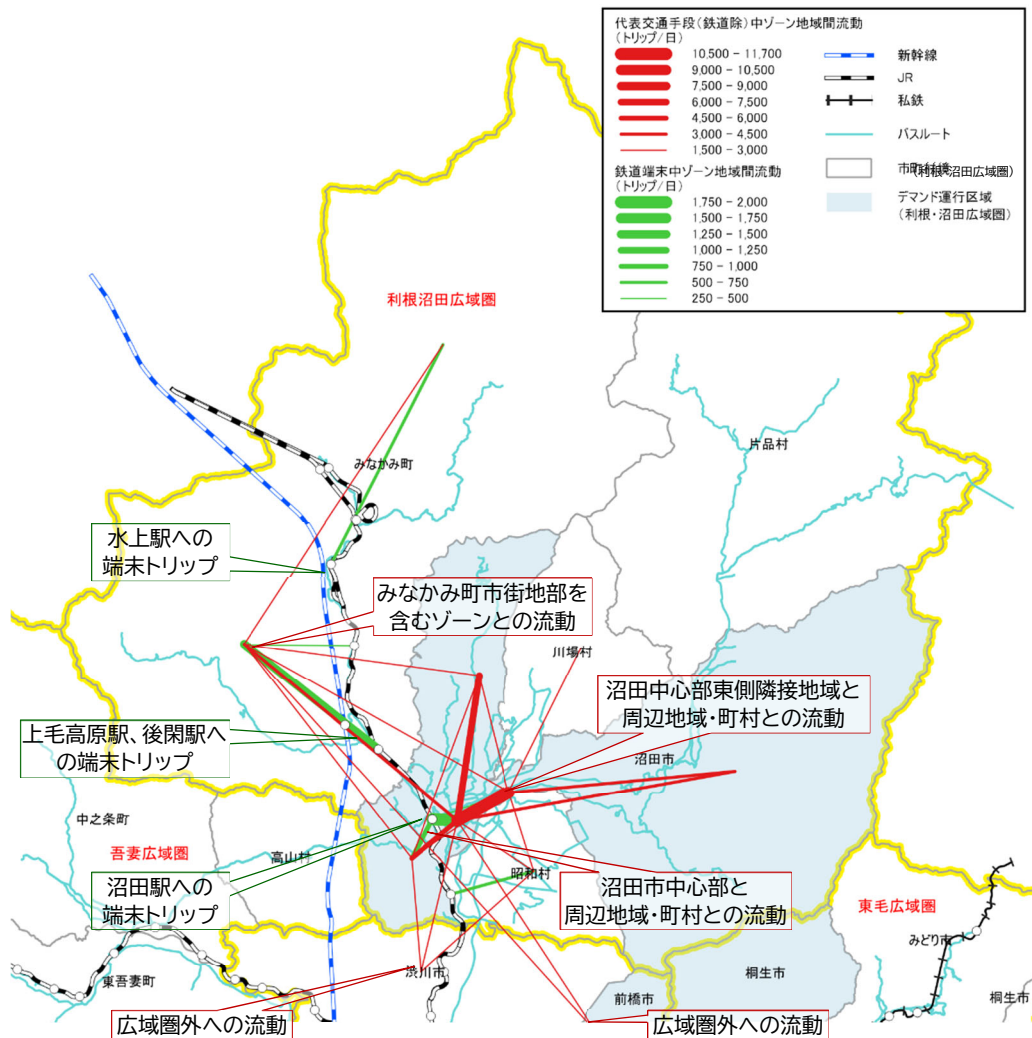 代表交通手段(鉄道除)中ゾーン地域間流動
(トリップ/日)
10,500 − 11,700
9,000 − 10,500
7,500 − 9,000
6,000 − 7,500
4,500 − 6,000
3,000 − 4,500
1,500 − 3,000
鉄道端末中ゾーン地域間流動
(トリップ/日)
1,750 − 2,000
1,500 − 1,750
1,250 − 1,500
1,000 − 1,250
750 − 1,000
500 − 750
250 − 500
新幹線
JR
私鉄
バスルート
(利根・沼田広域圏)
デマンド運行区域
(利根・沼田広域圏)
利根沼田広域圏
片品村
みなかみ町
水上駅への
端末トリップ
みなかみ町市街地部を
含むゾーンとの流動
川場村
沼田中心部東側隣接地域と
周辺地域・町村との流動
上毛高原駅、後閑駅へ
の端末トリップ
沼田市
中之条町
吾妻広域圏
高山村
沼田駅への
端末トリップ
昭和村
沼田市中心部と
周辺地域・町村との流動
東毛広域圏
みどり市
東吾妻町
渋川市
桐生市
前橋市
桐生市
広域圏外への流動
広域圏外への流動